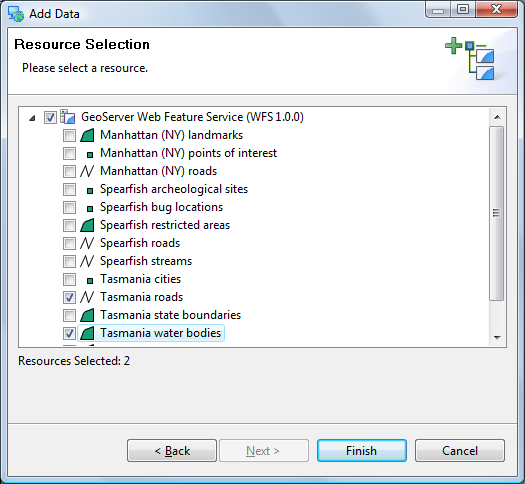 Add Data
Resource Selection
Please select a resource.
GeoServer Web Feature Service (WFS 1.0.0)
Manhattan (NY) landmarks
Manhattan (NY) points of interest
Manhattan (NY) roads
Spearfish archeological sites
Spearfish bug locations
Spearfish restricted areas
Spearfish roads
Spearfish streams
Tasmania cities
Tasmania roads
Tasmania state boundaries
Tasmania water bodies
Resources Selected: 2
< Back
Next >
Finish
Cancel